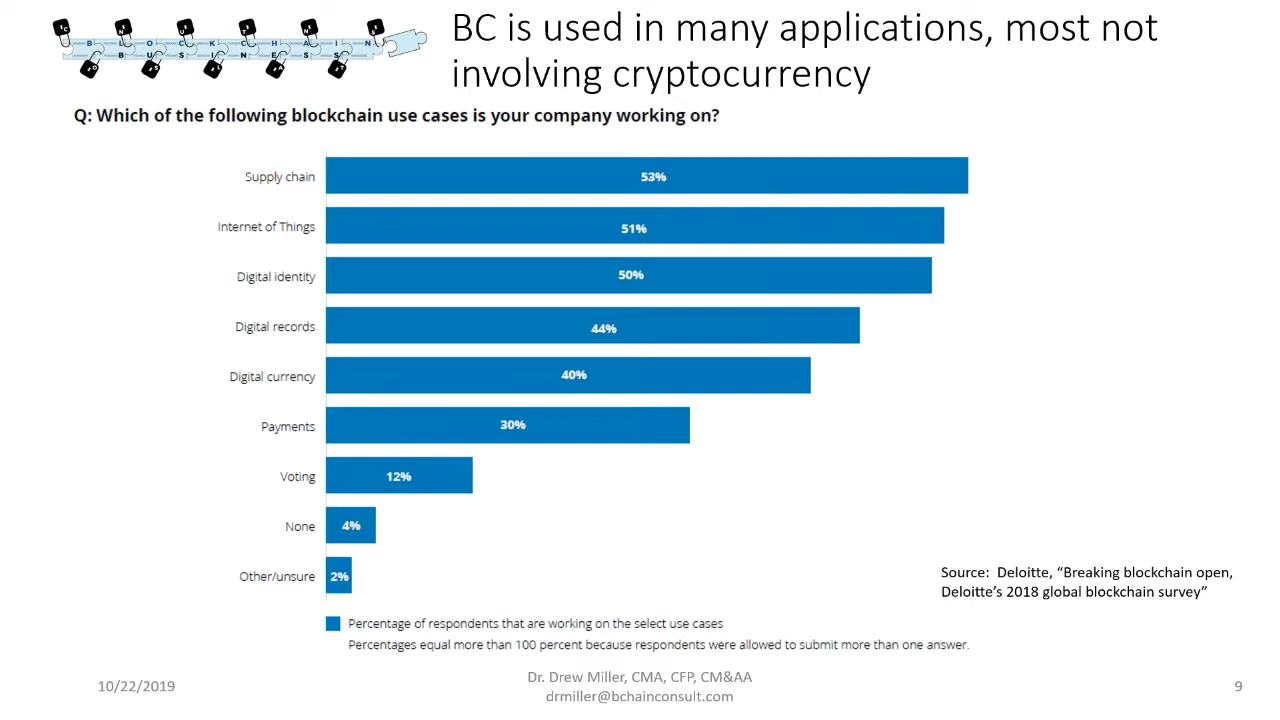 B L O C K C H A I N
B U S I N E S S
BC is used in many applications, most not
involving cryptocurrency
Q: Which of the following blockchain use cases is your company working on?
Supply chain 53%
Internet of Things 51%
Digital identity 50%
Digital records 44%
Digital currency 40%
Payments 30%
Voting 12%
None 4%
Other/unsure 2%
Source: Deloitte, “Breaking blockchain open,
Deloitte’s 2018 global blockchain survey”
Percentage of respondents that are working on the select use cases
Percentages equal more than 100 percent because respondents were allowed to submit more than one answer.
10/22/2019
Dr. Drew Miller, CMA, CFP, CM&AA
drmiller@bchainconsult.com
9